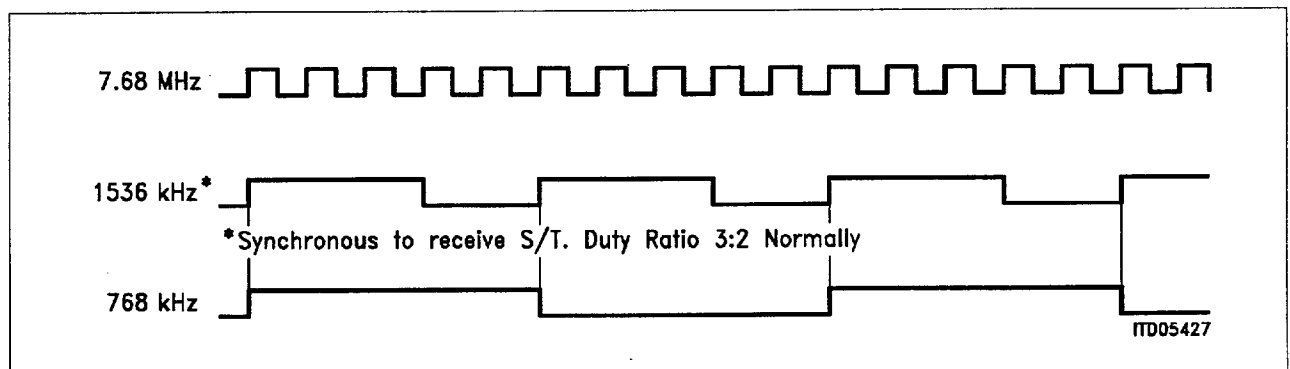 7.68 MHz
1536 kHz*
*Synchronous to receive S/T. Duty Ratio 3:2 Normally
768 kHz
ITD05427